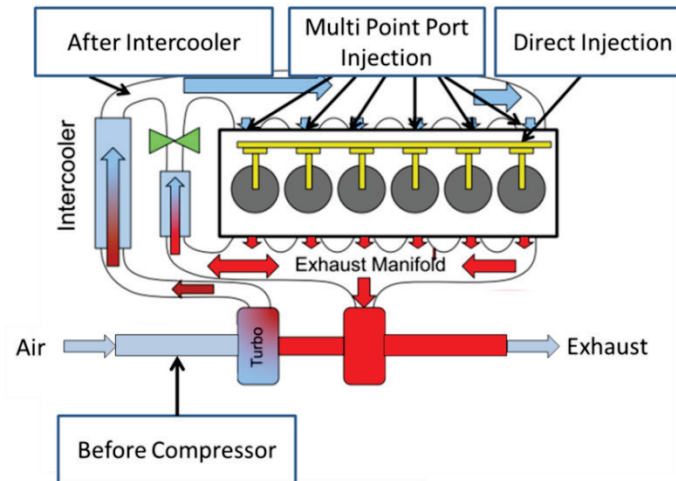 After Intercooler
Multi Point Port
Injection
Direct Injection
Intercooler
Exhaust Manifold
Air
Turbo
Exhaust
Before Compressor